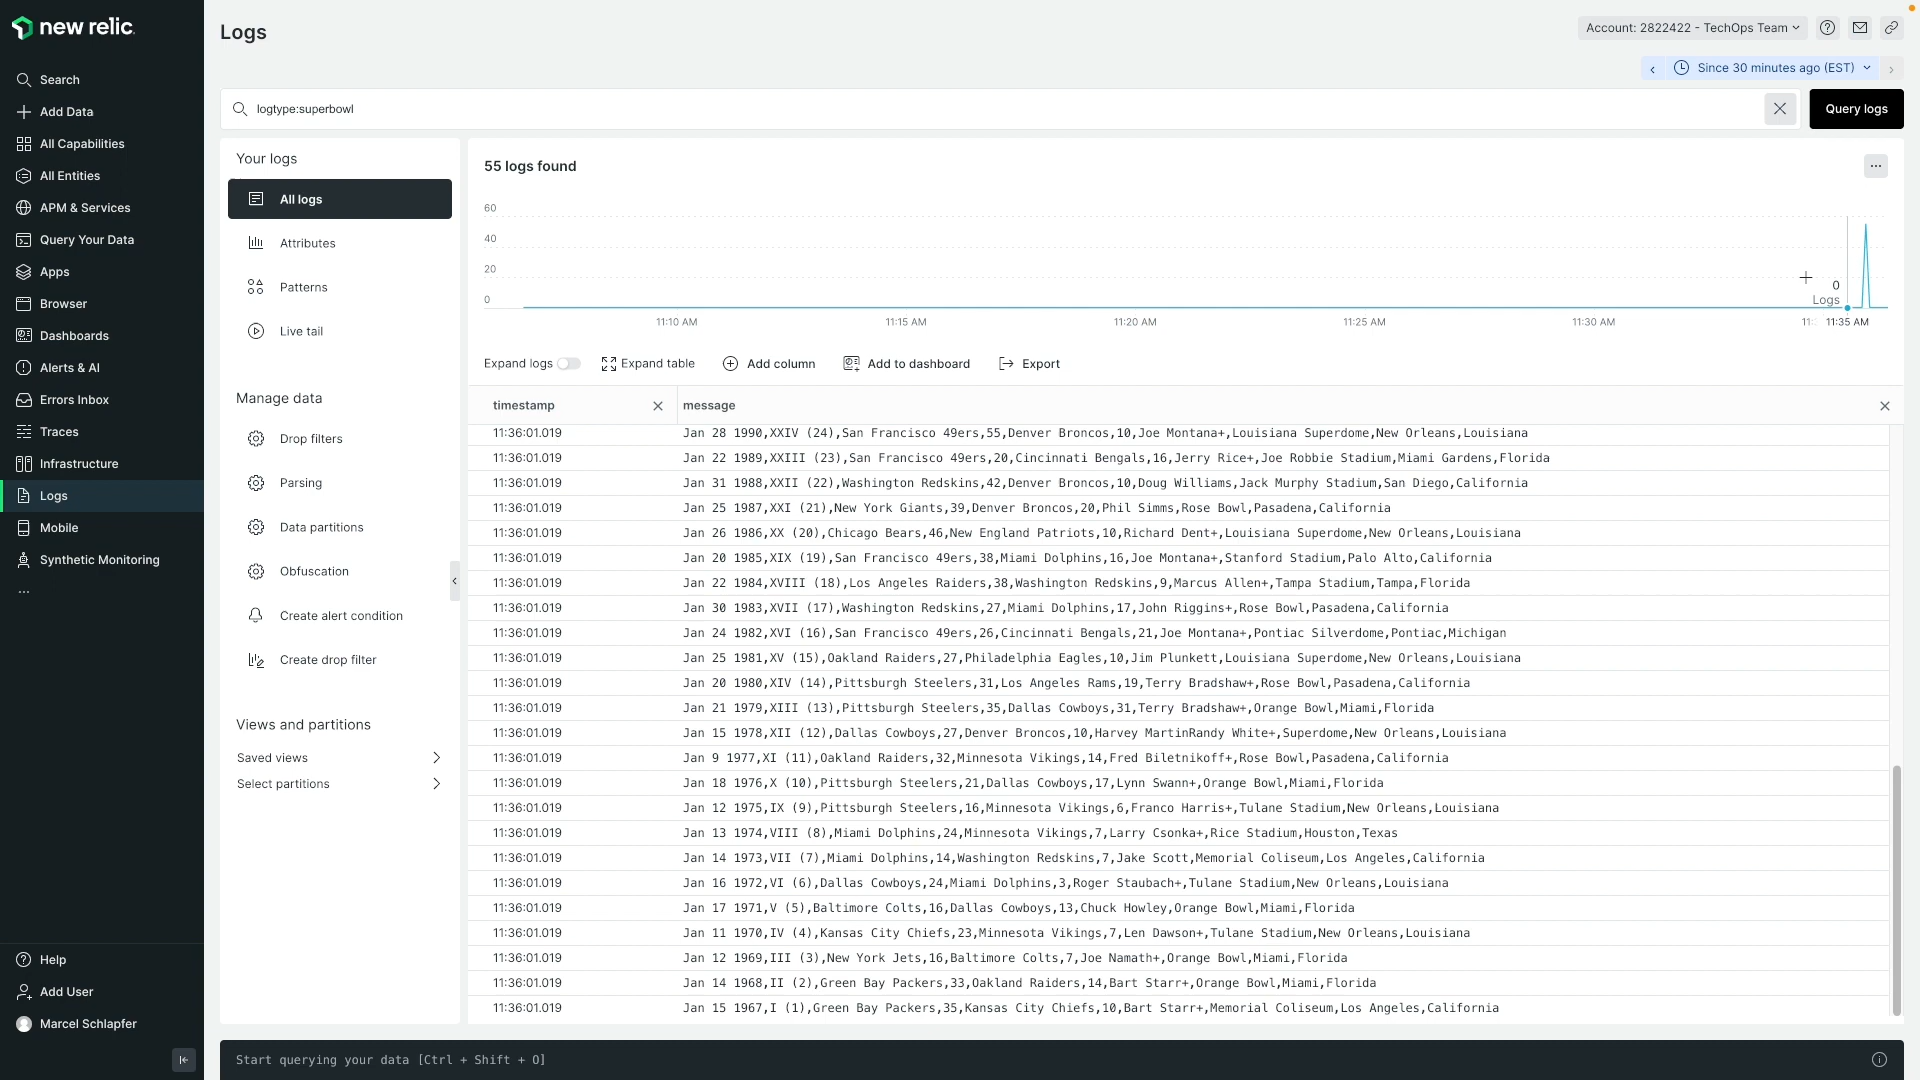 new relic.
Search
Add Data
All Capabilities
All Entities
APM & Services
Query Your Data
Apps
Browser
Dashboards
Alerts & AI
Errors Inbox
Traces
Infrastructure
Logs
Mobile
Synthetic Monitoring
...
Help
Add User
Marcel Schlapfer
Logs
Account: 2822422 - TechOps Team
Since 30 minutes ago (EST)
logtype:superbowl
Query logs
Your logs
All logs
Attributes
Patterns
Live tail
Manage data
Drop filters
Parsing
Data partitions
Obfuscation
Create alert condition
Create drop filter
Views and partitions
Saved views
Select partitions
55 logs found
...
60
40
20
0
0
Logs
11:10 AM 11:15 AM 11:20 AM 11:25 AM 11:30 AM 11: 11:35 AM
Expand logs Expand table Add column Add to dashboard Export
timestamp message
11:36:01.019 Jan 28 1990,XXIV (24),San Francisco 49ers,55,Denver Broncos,10,Joe Montana+,Louisiana Superdome,New Orleans,Louisiana
11:36:01.019 Jan 22 1989,XXIII (23),San Francisco 49ers,20,Cincinnati Bengals,16,Jerry Rice+,Joe Robbie Stadium,Miami Gardens,Florida
11:36:01.019 Jan 31 1988,XXII (22),Washington Redskins,42,Denver Broncos,10,Doug Williams,Jack Murphy Stadium,San Diego,California
11:36:01.019 Jan 25 1987,XXI (21),New York Giants,39,Denver Broncos,20,Phil Simms,Rose Bowl,Pasadena,California
11:36:01.019 Jan 26 1986,XX (20),Chicago Bears,46,New England Patriots,10,Richard Dent+,Louisiana Superdome,New Orleans,Louisiana
11:36:01.019 Jan 20 1985,XIX (19),San Francisco 49ers,38,Miami Dolphins,16,Joe Montana+,Stanford Stadium,Palo Alto,California
11:36:01.019 Jan 22 1984,XVIII (18),Los Angeles Raiders,38,Washington Redskins,9,Marcus Allen+,Tampa Stadium,Tampa,Florida
11:36:01.019 Jan 30 1983,XVII (17),Washington Redskins,27,Miami Dolphins,17,John Riggins+,Rose Bowl,Pasadena,California
11:36:01.019 Jan 24 1982,XVI (16),San Francisco 49ers,26,Cincinnati Bengals,21,Joe Montana+,Pontiac Silverdome,Pontiac,Michigan
11:36:01.019 Jan 25 1981,XV (15),Oakland Raiders,27,Philadelphia Eagles,10,Jim Plunkett,Louisiana Superdome,New Orleans,Louisiana
11:36:01.019 Jan 20 1980,XIV (14),Pittsburgh Steelers,31,Los Angeles Rams,19,Terry Bradshaw+,Rose Bowl,Pasadena,California
11:36:01.019 Jan 21 1979,XIII (13),Pittsburgh Steelers,35,Dallas Cowboys,31,Terry Bradshaw+,Orange Bowl,Miami,Florida
11:36:01.019 Jan 15 1978,XII (12),Dallas Cowboys,27,Denver Broncos,10,Harvey MartinRandy White+,Superdome,New Orleans,Louisiana
11:36:01.019 Jan 9 1977,XI (11),Oakland Raiders,32,Minnesota Vikings,14,Fred Biletnikoff+,Rose Bowl,Pasadena,California
11:36:01.019 Jan 18 1976,X (10),Pittsburgh Steelers,21,Dallas Cowboys,17,Lynn Swann+,Orange Bowl,Miami,Florida
11:36:01.019 Jan 12 1975,IX (9),Pittsburgh Steelers,16,Minnesota Vikings,6,Franco Harris+,Tulane Stadium,New Orleans,Louisiana
11:36:01.019 Jan 13 1974,VIII (8),Miami Dolphins,24,Minnesota Vikings,7,Larry Csonka+,Rice Stadium,Houston,Texas
11:36:01.019 Jan 14 1973,VII (7),Miami Dolphins,14,Washington Redskins,7,Jake Scott,Memorial Coliseum,Los Angeles,California
11:36:01.019 Jan 16 1972,VI (6),Dallas Cowboys,24,Miami Dolphins,3,Roger Staubach+,Tulane Stadium,New Orleans,Louisiana
11:36:01.019 Jan 17 1971,V (5),Baltimore Colts,16,Dallas Cowboys,13,Chuck Howley,Orange Bowl,Miami,Florida
11:36:01.019 Jan 11 1970,IV (4),Kansas City Chiefs,23,Minnesota Vikings,7,Len Dawson+,Tulane Stadium,New Orleans,Louisiana
11:36:01.019 Jan 12 1969,III (3),New York Jets,16,Baltimore Colts,7,Joe Namath+,Orange Bowl,Miami,Florida
11:36:01.019 Jan 14 1968,II (2),Green Bay Packers,33,Oakland Raiders,14,Bart Starr+,Orange Bowl,Miami,Florida
11:36:01.019 Jan 15 1967,I (1),Green Bay Packers,35,Kansas City Chiefs,10,Bart Starr+,Memorial Coliseum,Los Angeles,California
Start querying your data [Ctrl + Shift + O]